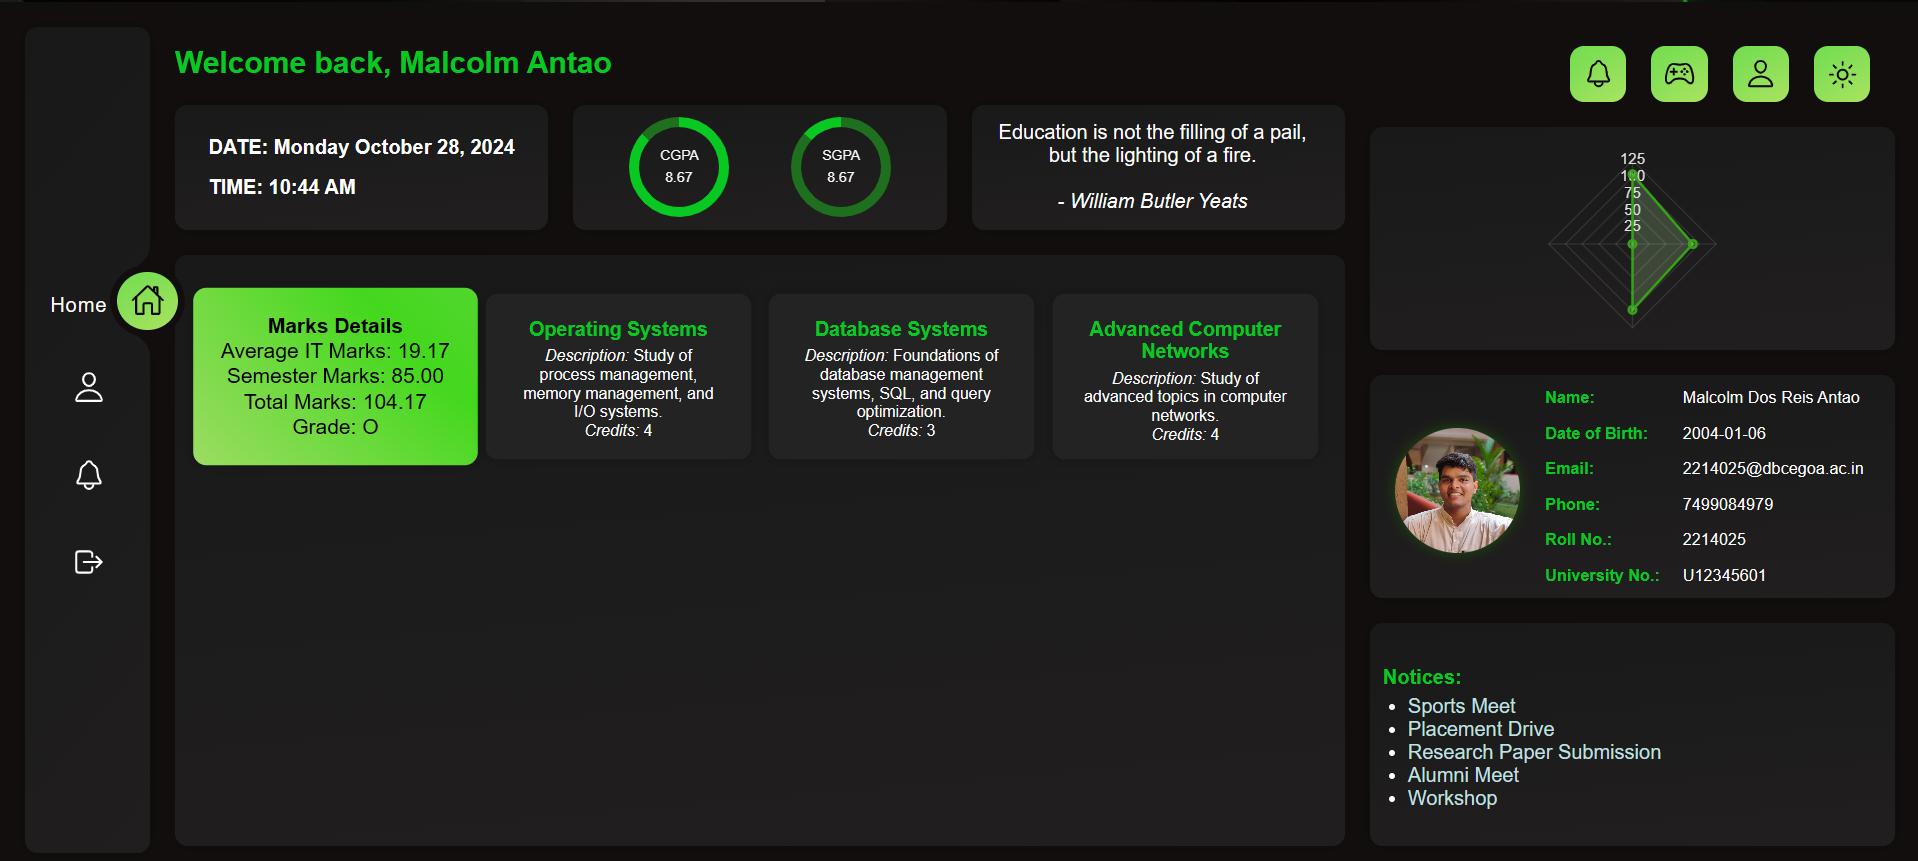 Welcome back, Malcolm Antao
DATE: Monday October 28, 2024
TIME: 10:44 AM
CGPA
8.67
SGPA
8.67
Education is not the filling of a pail,
but the lighting of a fire.
- William Butler Yeats
125
100
75
50
25
Home
Marks Details
Average IT Marks: 19.17
Semester Marks: 85.00
Total Marks: 104.17
Grade: O
Operating Systems
Description: Study of
process management,
memory management, and
I/O systems.
Credits: 4
Database Systems
Description: Foundations of
database management
systems, SQL, and query
optimization.
Credits: 3
Advanced Computer
Networks
Description: Study of
advanced topics in computer
networks.
Credits: 4
Name: Malcolm Dos Reis Antao
Date of Birth: 2004-01-06
Email: 2214025@dbcegoa.ac.in
Phone: 7499084979
Roll No.: 2214025
University No.: U12345601
Notices:
• Sports Meet
• Placement Drive
• Research Paper Submission
• Alumni Meet
• Workshop